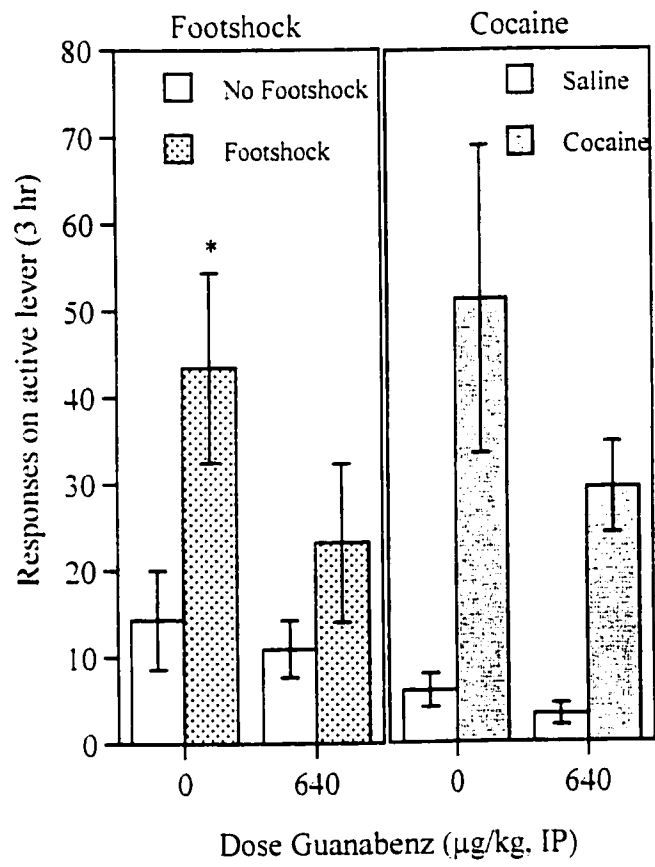 Footshock
Cocaine
80
70
60
50
40
30
20
10
0
Responses on active lever (3 hr)
No Footshock
Footshock
*
Saline
Cocaine
0
640
0
640
Dose Guanabenz (µg/kg, IP)